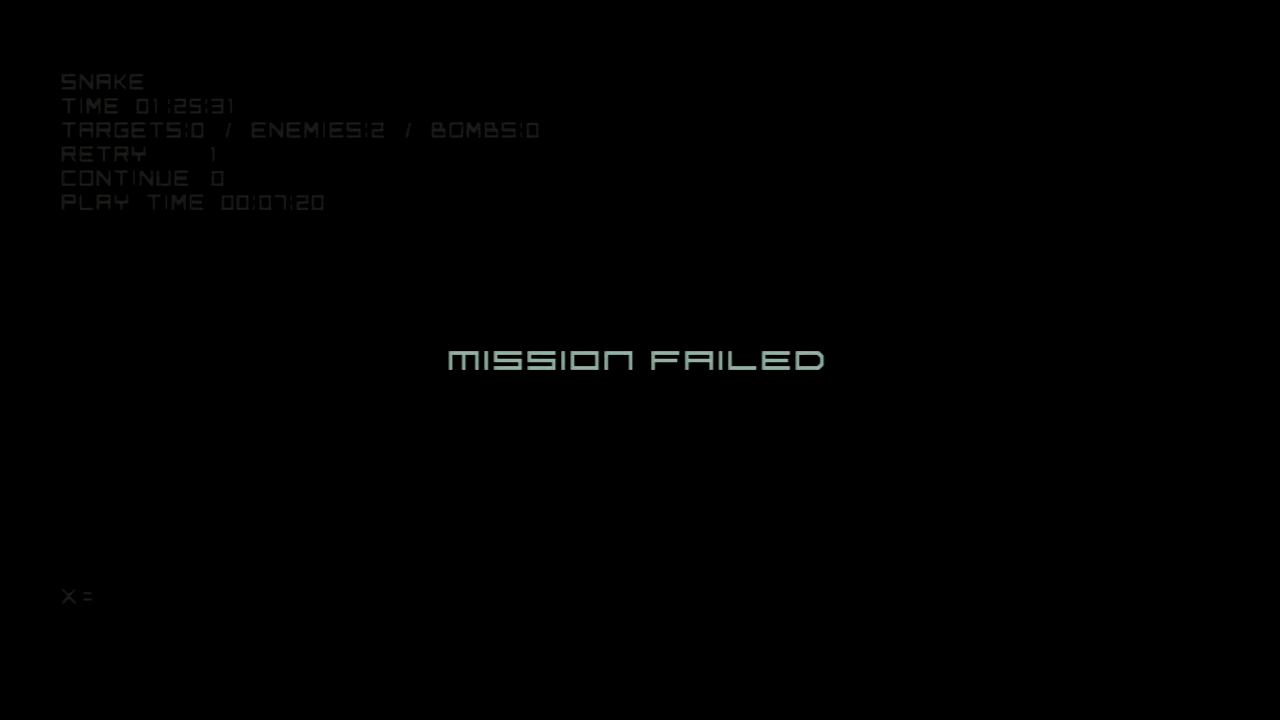 SNAKE
TIME 01:25:31
TARGETS:0 / ENEMIES:2 / BOMBS:0
RETRY 1
CONTINUE 0
PLAY TIME 00:07:20
MISSION FAILED
X =